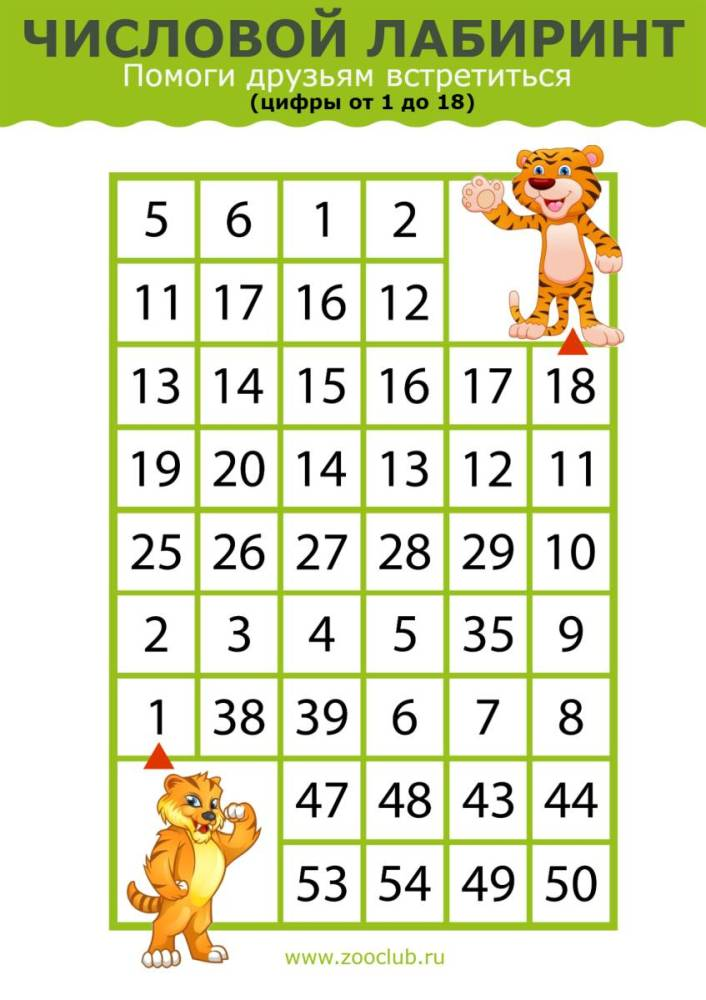 ЧИСЛОВОЙ ЛАБИРИНТ
Помоги друзьям встретиться
(цифры от 1 до 18)
5 6 1 2
11 17 16 12
13 14 15 16 17 18
19 20 14 13 12 11
25 26 27 28 29 10
2 3 4 5 35 9
1 38 39 6 7 8
47 48 43 44
53 54 49 50
www.zooclub.ru